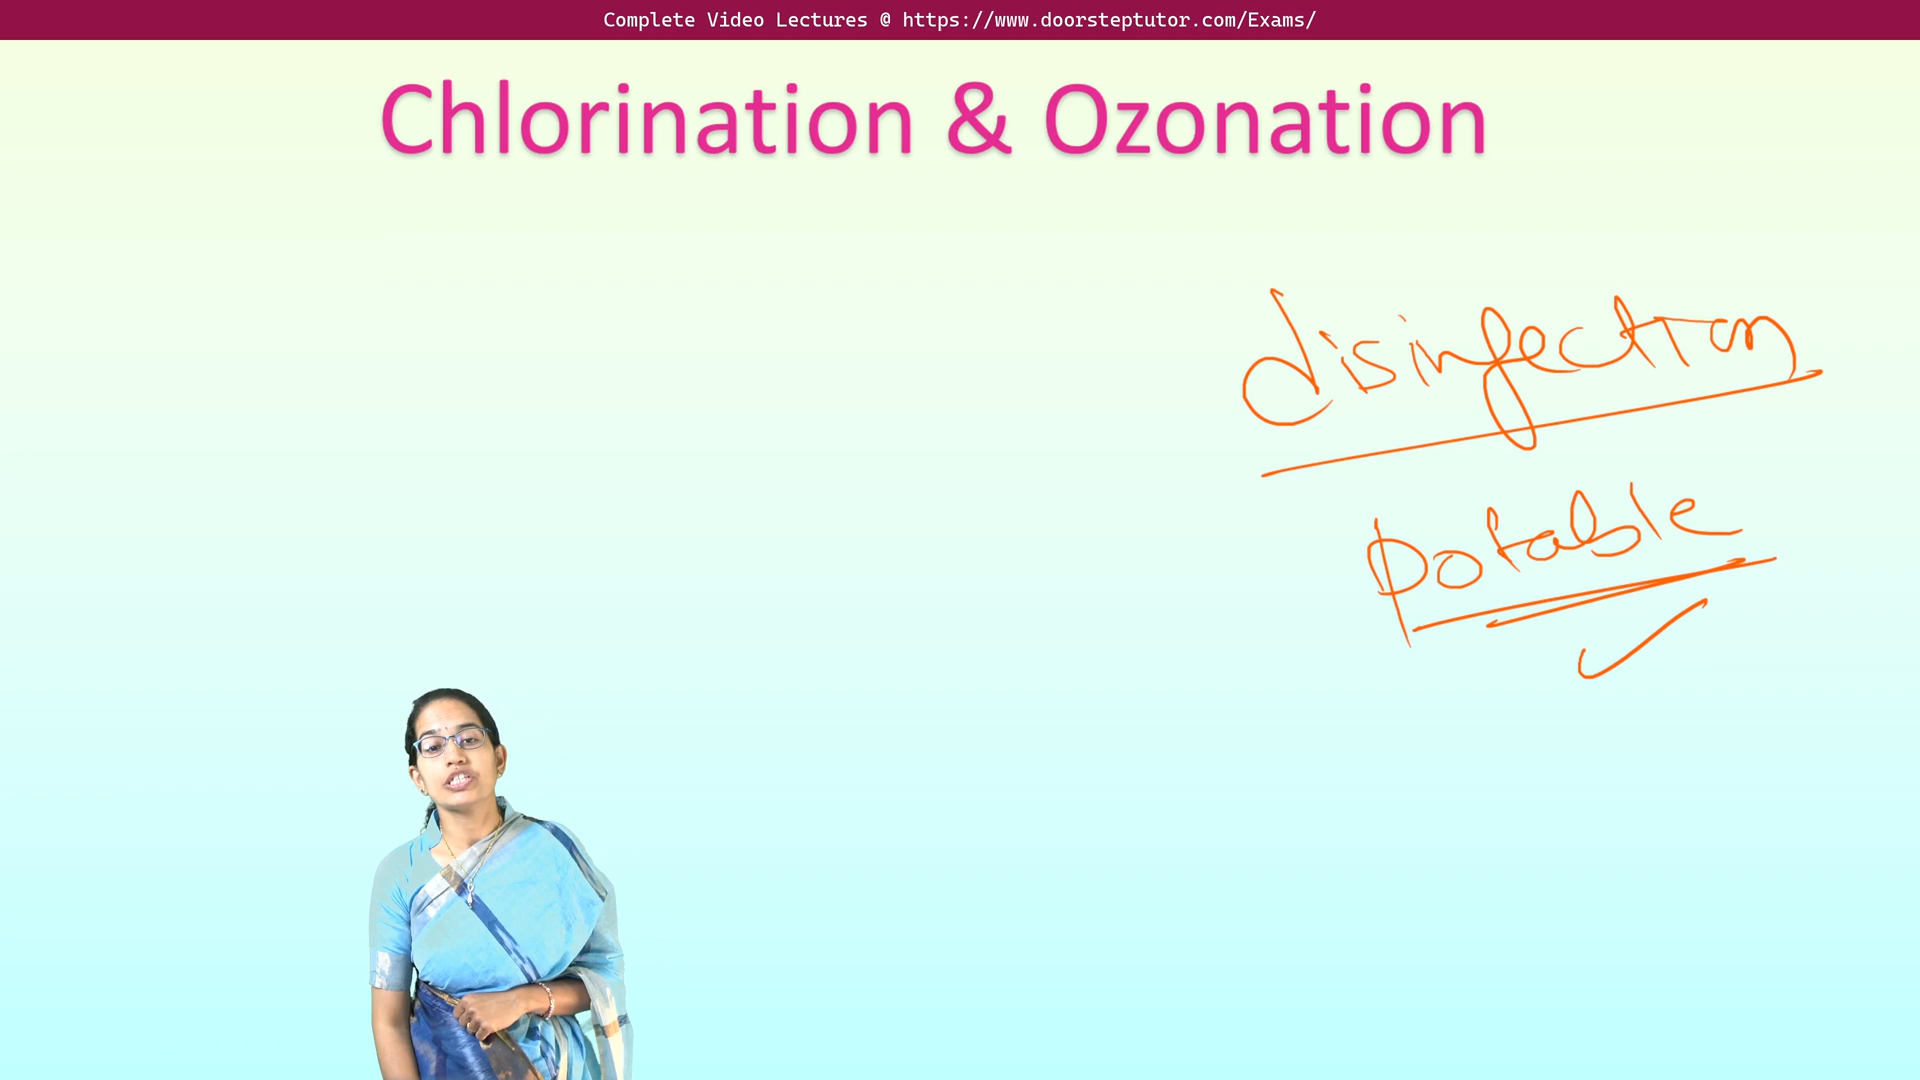 Complete Video Lectures @ https://www.doorsteptutor.com/Exams/
Chlorination & Ozonation
disinfection
potable